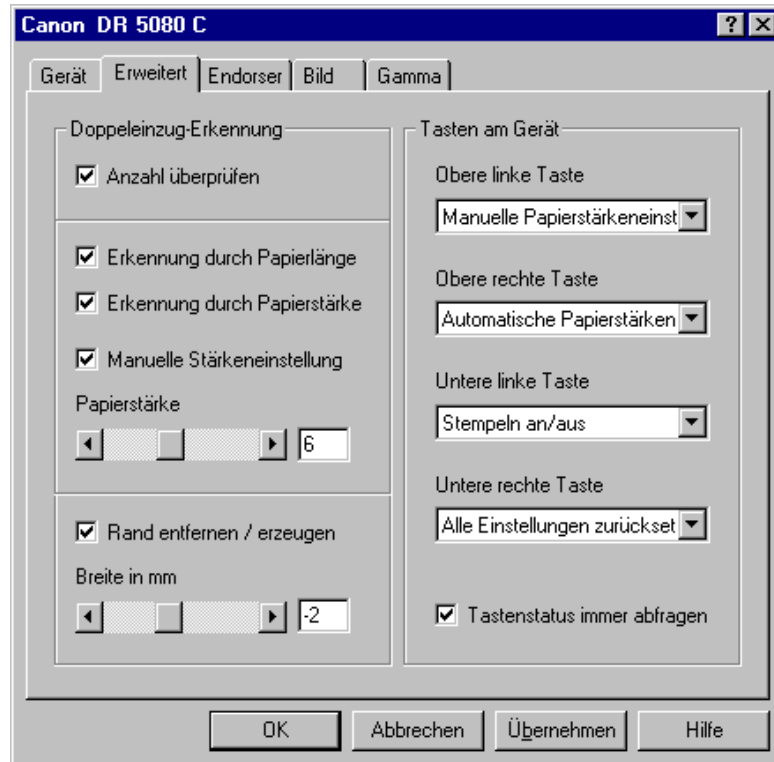 Canon DR 5080 C
Gerät Erweitert Endorser Bild Gamma
Doppeleinzug-Erkennung
Anzahl überprüfen
Erkennung durch Papierlänge
Erkennung durch Papierstärke
Manuelle Stärkeneinstellung
Papierstärke
6
Rand entfernen / erzeugen
Breite in mm
-2
Tasten am Gerät
Obere linke Taste
Manuelle Papierstärkeneinst
Obere rechte Taste
Automatische Papierstärken
Untere linke Taste
Stempeln an/aus
Untere rechte Taste
Alle Einstellungen zurückset
Tastenstatus immer abfragen
OK Abbrechen Übernehmen Hilfe